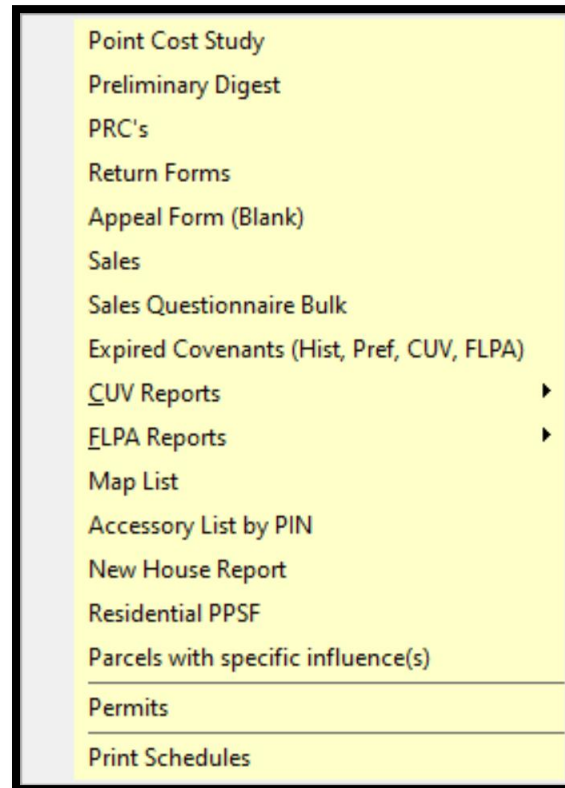 Point Cost Study
Preliminary Digest
PRC's
Return Forms
Appeal Form (Blank)
Sales
Sales Questionnaire Bulk
Expired Covenants (Hist, Pref, CUV, FLPA)
CUV Reports
FLPA Reports
Map List
Accessory List by PIN
New House Report
Residential PPSF
Parcels with specific influence(s)
Permits
Print Schedules